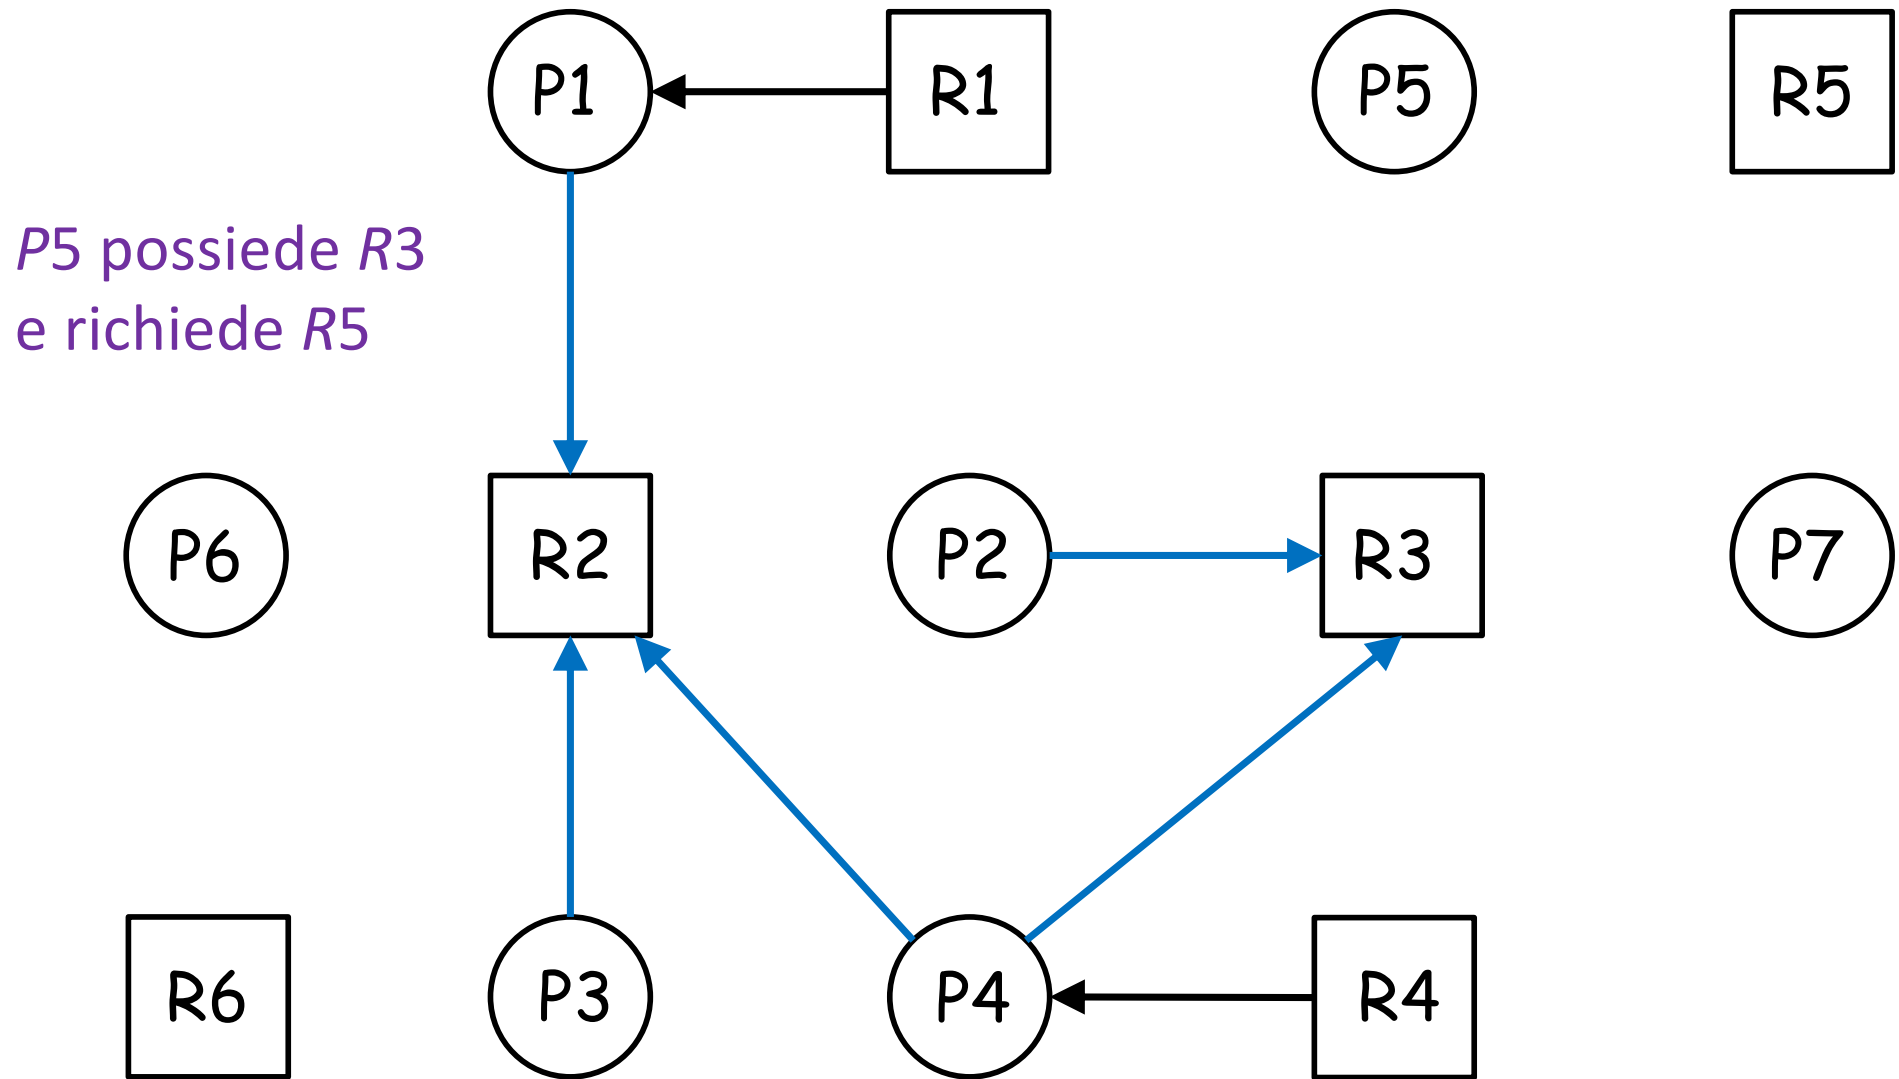 P1
R1
P5
R5
P5 possiede R3
e richiede R5
P6
R2
P2
R3
P7
R6
P3
P4
R4